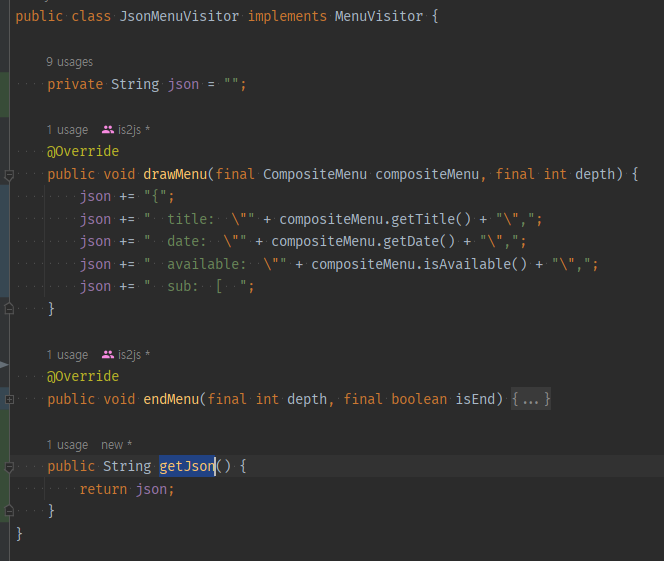 public class JsonMenuVisitor implements MenuVisitor {
9 usages
private String json = "";
1 usage is2js *
@Override
public void drawMenu(final CompositeMenu compositeMenu, final int depth) {
json += "{";
json += "  title:  \"" + compositeMenu.getTitle() + "\",";
json += "  date:  \"" + compositeMenu.getDate() + "\",";
json += "  available:  \"" + compositeMenu.isAvailable() + "\",";
json += "  sub:  [  ";
}
1 usage is2js *
@Override
public void endMenu(final int depth, final boolean isEnd) {...}
1 usage new *
public String getJson() {
return json;
}
}